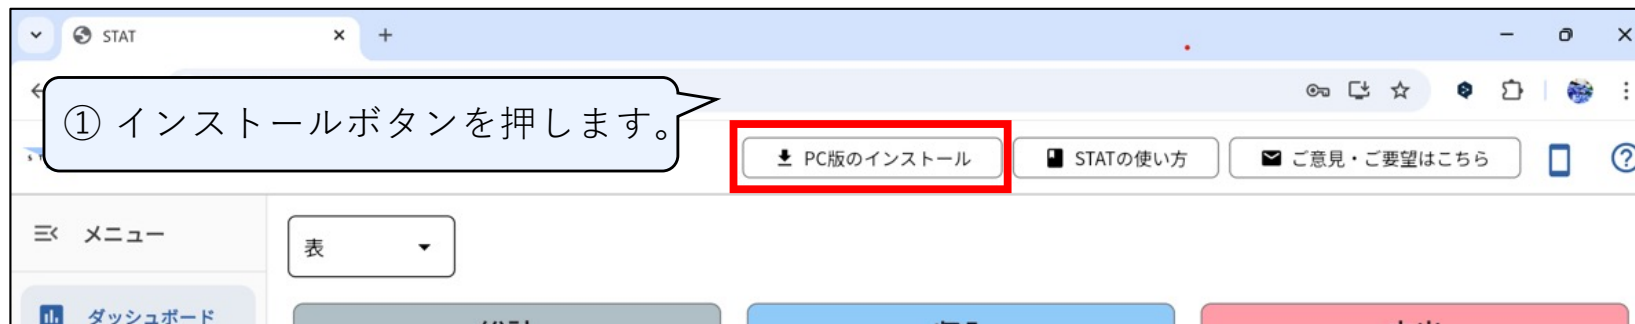 STAT
① インストールボタンを押します。
PC版のインストール
STATの使い方
ご意見・ご要望はこちら
メニュー
表
ダッシュボード